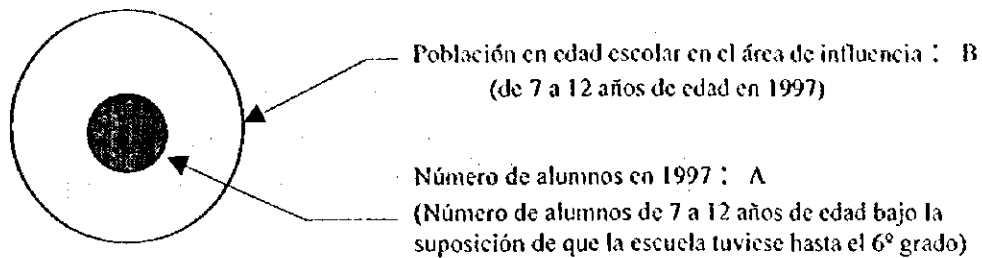 Población en edad escolar en el área de influencia : B
(de 7 a 12 años de edad en 1997)
Número de alumnos en 1997 : A
(Número de alumnos de 7 a 12 años de edad bajo la
suposición de que la escuela tuviese hasta el 6º grado)